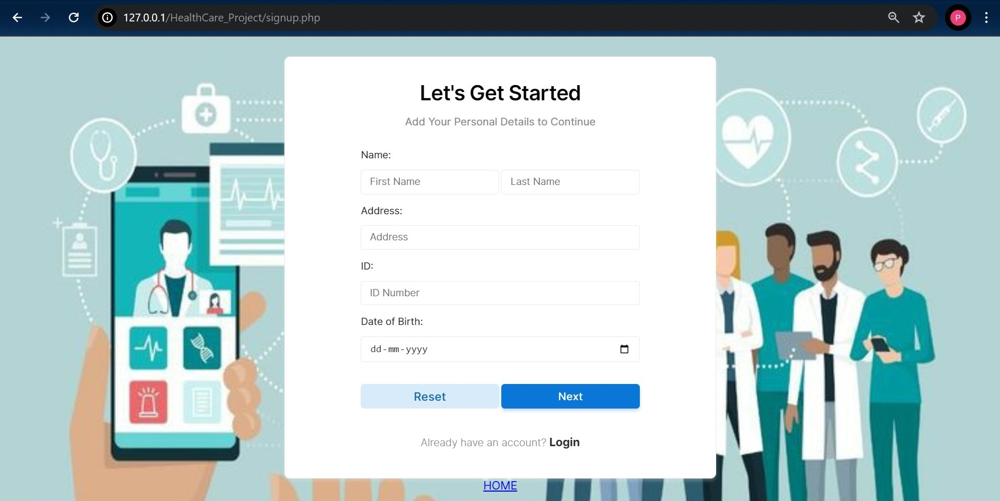 127.0.0.1/HealthCare_Project/signup.php
P
Let's Get Started
Add Your Personal Details to Continue
Name:
First Name Last Name
Address:
Address
ID:
ID Number
Date of Birth:
dd-mm-yyyy
Reset Next
Already have an account? Login
HOME